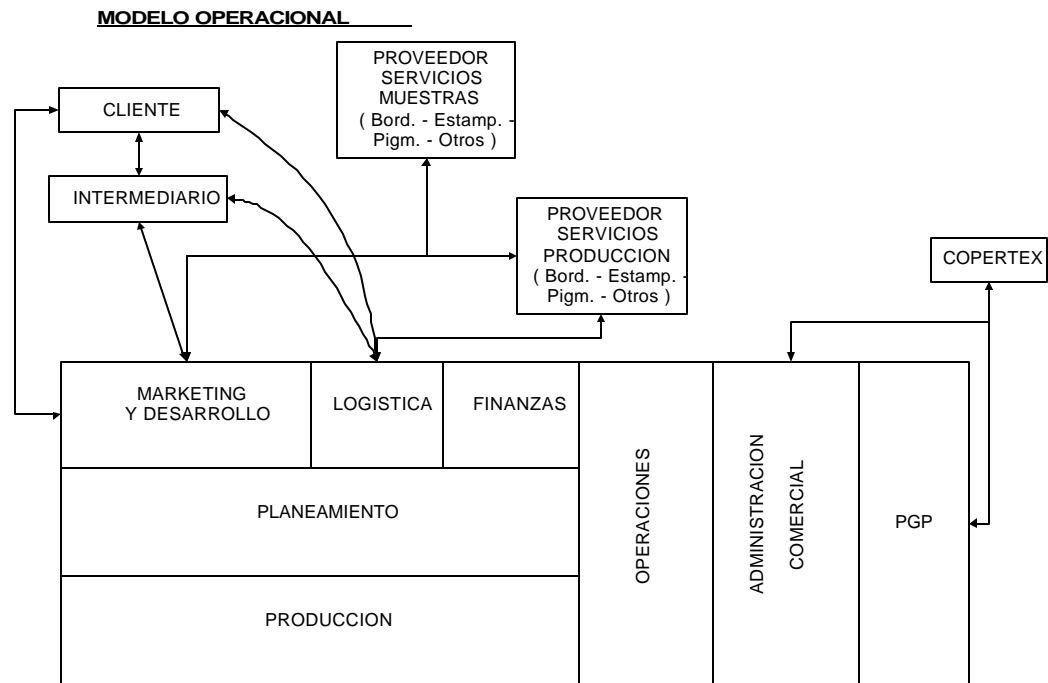 MODELO OPERACIONAL
PROVEEDOR
SERVICIOS
MUESTRAS
( Bord. - Estamp. -
Pigm. - Otros )
CLIENTE
INTERMEDIARIO
PROVEEDOR
SERVICIOS
PRODUCCION
( Bord. - Estamp. -
Pigm. - Otros )
COPERTEX
MARKETING
Y DESARROLLO
LOGISTICA
FINANZAS
PLANEAMIENTO
PRODUCCION
OPERACIONES
ADMINISTRACION
COMERCIAL
PGP